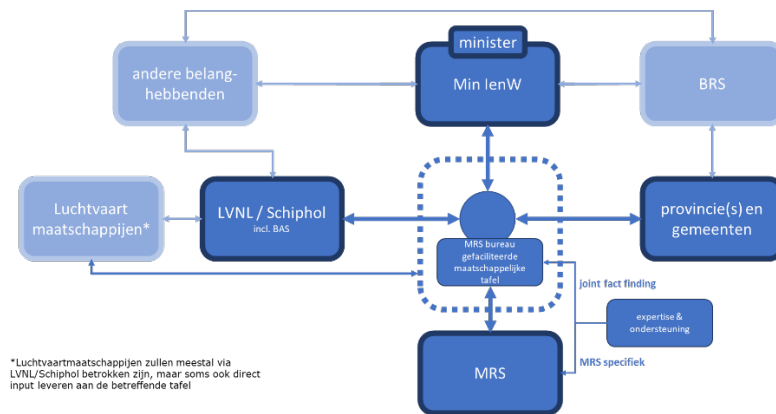 minister
andere belang-
hebbenden
Min IenW
BRS
Luchtvaart
maatschappijen*
LVNL / Schiphol
incl. BAS
provincie(s) en
gemeenten
MRS bureau
gefaciliteerde
maatschappelijke
tafel
joint fact finding
expertise &
ondersteuning
MRS specifiek
MRS
*Luchtvaartmaatschappijen zullen meestal via
LVNL/Schiphol betrokken zijn, maar soms ook direct
input leveren aan de betreffende tafel